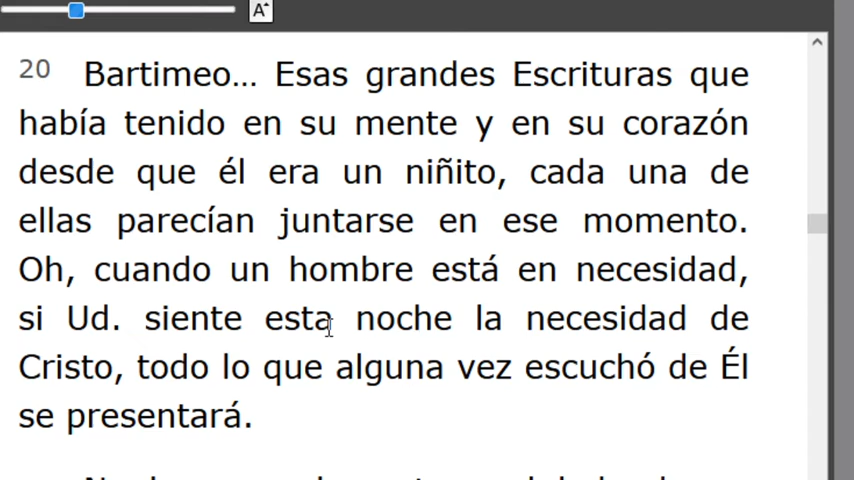 A
20 Bartimeo... Esas grandes Escrituras que
había tenido en su mente y en su corazón
desde que él era un niñito, cada una de
ellas parecían juntarse en ese momento.
Oh, cuando un hombre está en necesidad,
si Ud. siente esta noche la necesidad de
Cristo, todo lo que alguna vez escuchó de Él
se presentará.